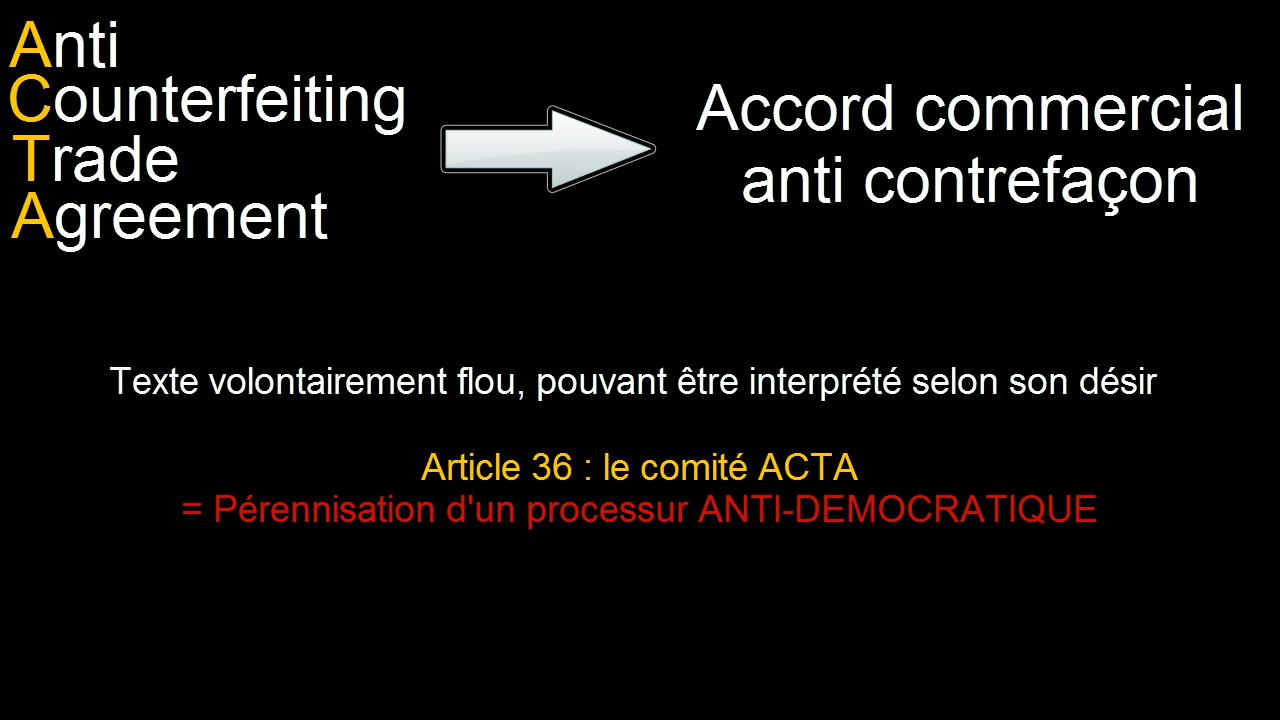 Anti
Counterfeiting
Trade
Agreement
Accord commercial
anti contrefaçon
Texte volontairement flou, pouvant être interprété selon son désir
Article 36 : le comité ACTA
= Pérennisation d'un processur ANTI-DEMOCRATIQUE